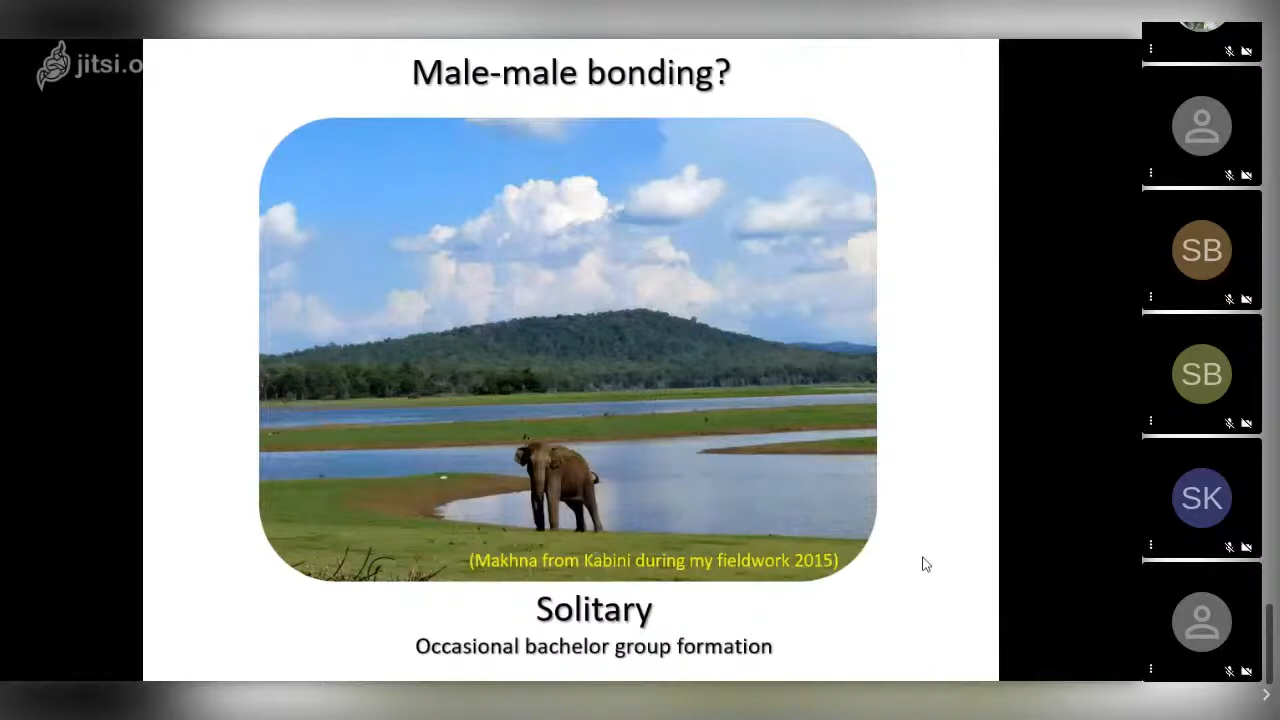 jitsi.o
Male-male bonding?
(Makhna from Kabini during my fieldwork 2015)
Solitary
Occasional bachelor group formation
SB
SB
SK